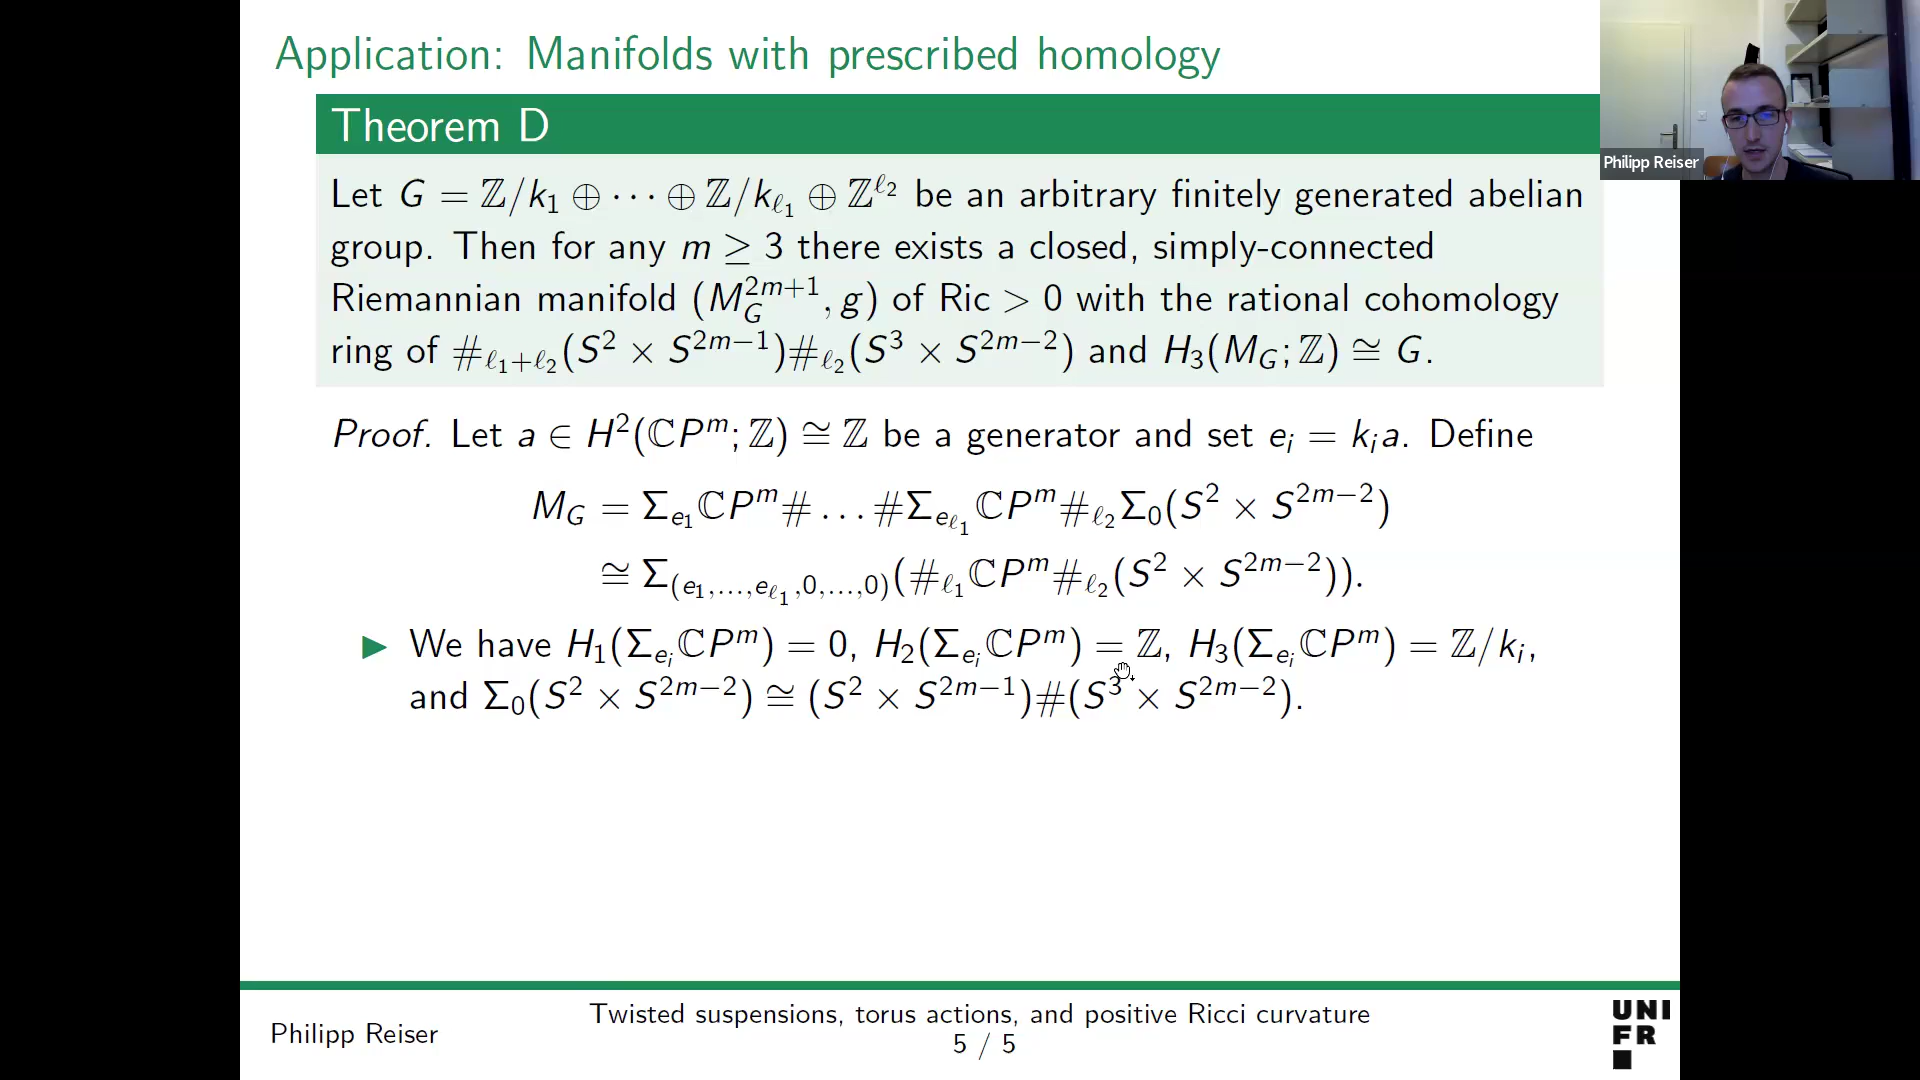 Application: Manifolds with prescribed homology
Theorem D
Let G = ℤ/k₁ ⊕ ··· ⊕ ℤ/k_{ℓ₁} ⊕ ℤ^{ℓ₂} be an arbitrary finitely generated abelian
group. Then for any m ≥ 3 there exists a closed, simply-connected
Riemannian manifold (M_G^{2m+1}, g) of Ric > 0 with the rational cohomology
ring of #_{ℓ₁+ℓ₂}(S² × S^{2m−1})#_{ℓ₂}(S³ × S^{2m−2}) and H₃(M_G; ℤ) ≅ G.
Proof. Let a ∈ H²(ℂP^m; ℤ) ≅ ℤ be a generator and set e_i = k_i a. Define
M_G = Σ_{e₁}ℂP^m# ... #Σ_{e_{ℓ₁}}ℂP^m#_{ℓ₂}Σ₀(S² × S^{2m−2})
≅ Σ_{(e₁,...,e_{ℓ₁},0,...,0)}(#_{ℓ₁}ℂP^m#_{ℓ₂}(S² × S^{2m−2})).
▶ We have H₁(Σ_{e_i}ℂP^m) = 0, H₂(Σ_{e_i}ℂP^m) = ℤ, H₃(Σ_{e_i}ℂP^m) = ℤ/k_i,
and Σ₀(S² × S^{2m−2}) ≅ (S² × S^{2m−1})#(S³ × S^{2m−2}).
Philipp Reiser
Philipp Reiser
Twisted suspensions, torus actions, and positive Ricci curvature
5 / 5
UNI
FR